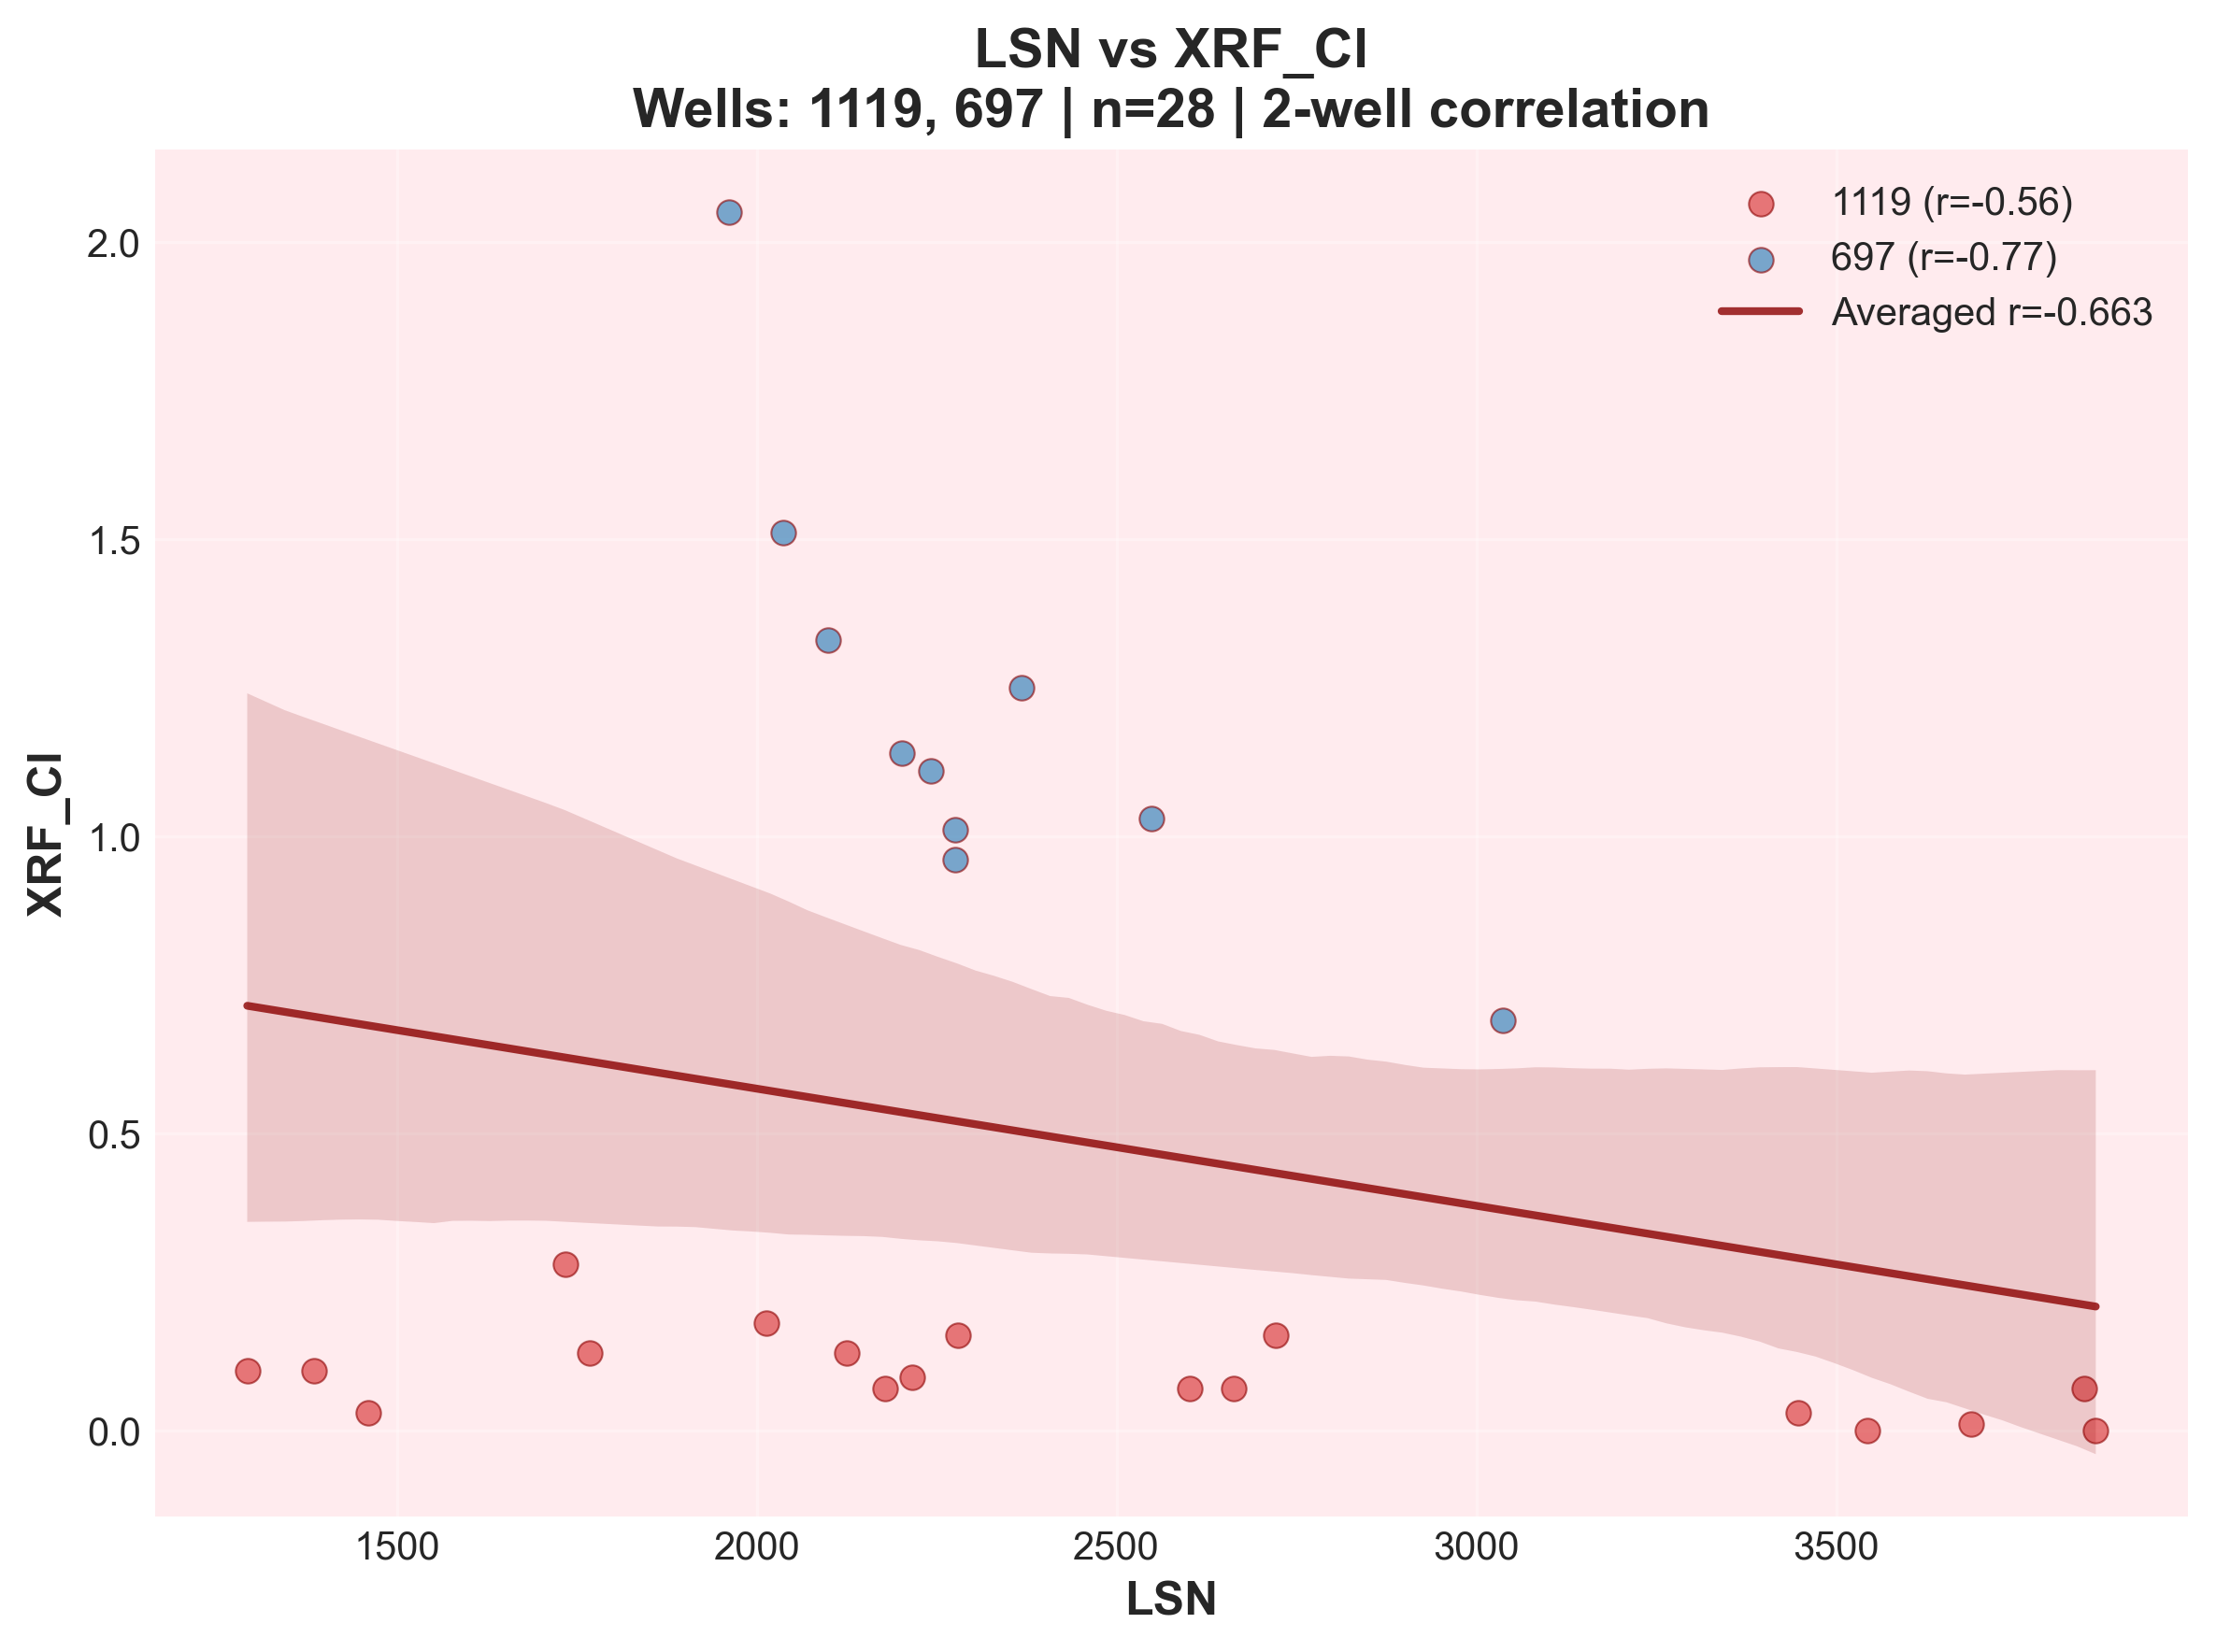 LSN vs XRF_Cl
Wells: 1119, 697 | n=28 | 2-well correlation
1119 (r=-0.56)
697 (r=-0.77)
Averaged r=-0.663
2.0
1.5
1.0
0.5
0.0
XRF_Cl
1500 2000 2500 3000 3500
LSN